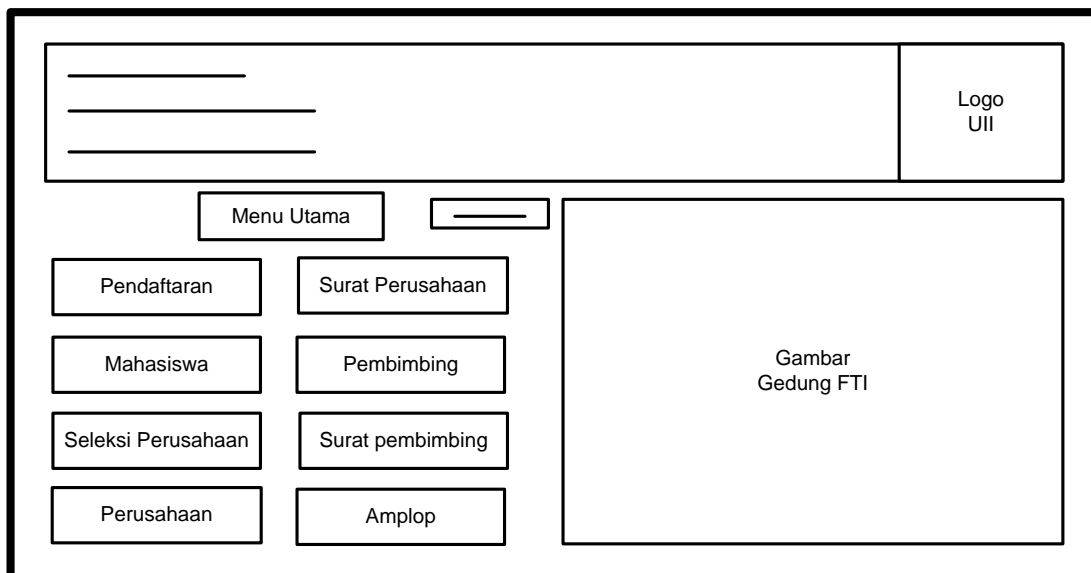 Logo
UII
Menu Utama
Pendaftaran
Surat Perusahaan
Mahasiswa
Pembimbing
Gambar
Gedung FTI
Seleksi Perusahaan
Surat pembimbing
Perusahaan
Amplop